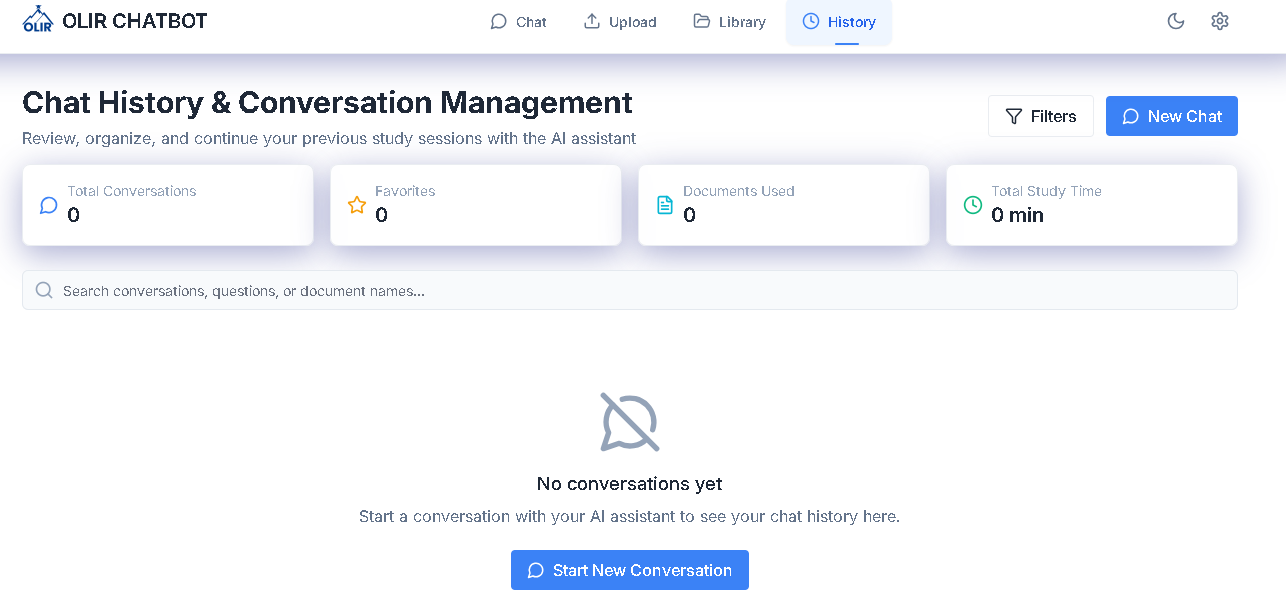 OLIR
OLIR CHATBOT
Chat
Upload
Library
History
Chat History & Conversation Management
Review, organize, and continue your previous study sessions with the AI assistant
Filters
New Chat
Total Conversations
0
Favorites
0
Documents Used
0
Total Study Time
0 min
Search conversations, questions, or document names...
No conversations yet
Start a conversation with your AI assistant to see your chat history here.
Start New Conversation